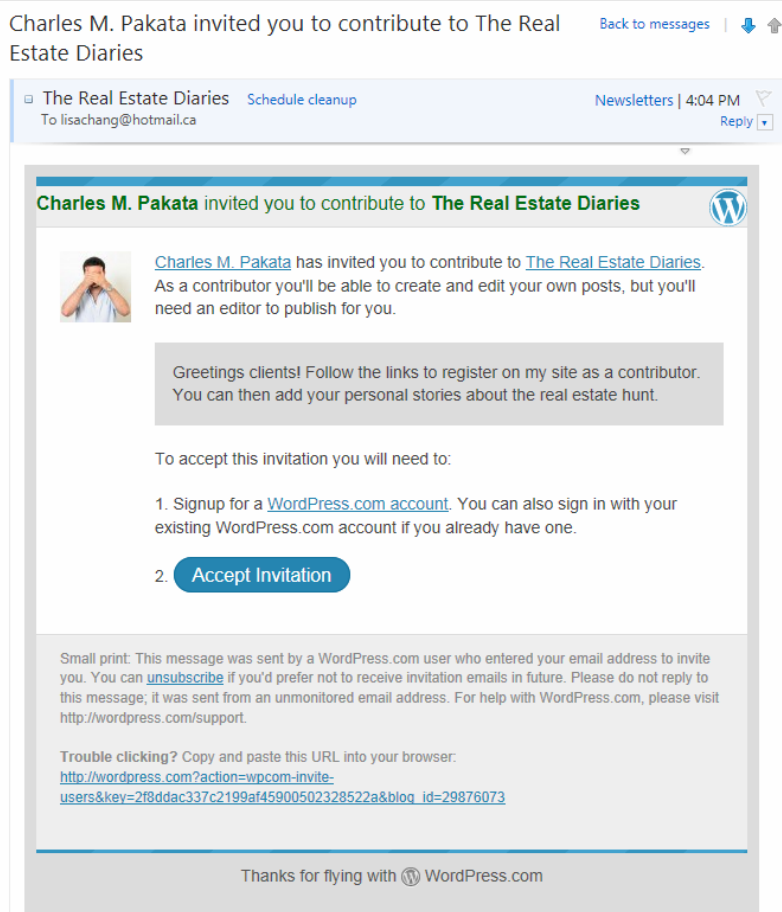 Charles M. Pakata invited you to contribute to The Real
Estate Diaries
Back to messages |
The Real Estate Diaries Schedule cleanup
Newsletters | 4:04 PM
To lisachang@hotmail.ca
Reply
Charles M. Pakata invited you to contribute to The Real Estate Diaries
Charles M. Pakata has invited you to contribute to The Real Estate Diaries.
As a contributor you'll be able to create and edit your own posts, but you'll
need an editor to publish for you.
Greetings clients! Follow the links to register on my site as a contributor.
You can then add your personal stories about the real estate hunt.
To accept this invitation you will need to:
1. Signup for a WordPress.com account. You can also sign in with your
existing WordPress.com account if you already have one.
2. Accept Invitation
Small print: This message was sent by a WordPress.com user who entered your email address to invite
you. You can unsubscribe if you'd prefer not to receive invitation emails in future. Please do not reply to
this message; it was sent from an unmonitored email address. For help with WordPress.com, please visit
http://wordpress.com/support.
Trouble clicking? Copy and paste this URL into your browser:
http://wordpress.com?action=wpcom-invite-
users&key=2f8ddac337c2199af45900502328522a&blog_id=29876073
Thanks for flying with WordPress.com